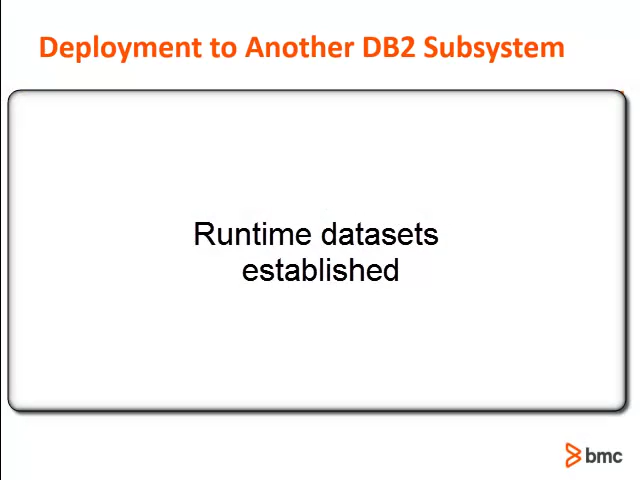 Deployment to Another DB2 Subsystem
Runtime datasets
established
bmc